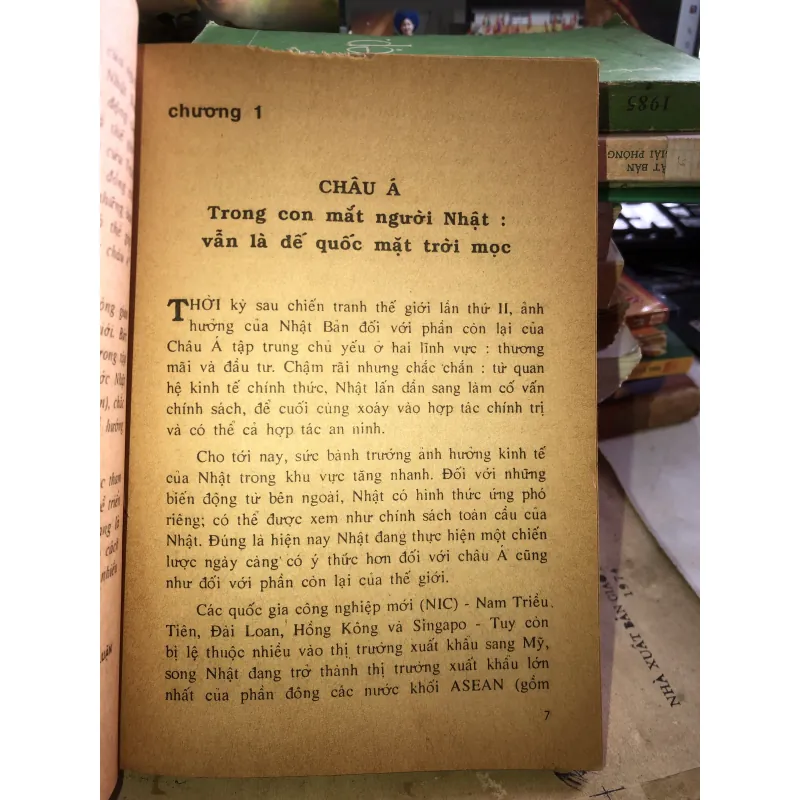 chương 1
CHÂU Á
Trong con mắt người Nhật :
vẫn là đế quốc mặt trời mọc
THỜI kỳ sau chiến tranh thế giới lần thứ II, ảnh
hưởng của Nhật Bản đối với phần còn lại của
Châu Á tập trung chủ yếu ở hai lĩnh vực : thương
mãi và đầu tư. Chậm rãi nhưng chắc chắn : từ quan
hệ kinh tế chính thức, Nhật lấn dần sang làm cố vấn
chính sách, để cuối cùng xoáy vào hợp tác chính trị
và có thể cả hợp tác an ninh.
Cho tới nay, sức bành trướng ảnh hưởng kinh tế
của Nhật trong khu vực tăng nhanh. Đối với những
biến động từ bên ngoài, Nhật có hình thức ứng phó
riêng; có thể được xem như chính sách toàn cầu của
Nhật. Đúng là hiện nay Nhật đang thực hiện một chiến
lược ngày càng có ý thức hơn đối với châu Á cũng
như đối với phần còn lại của thế giới.
Các quốc gia công nghiệp mới (NIC) - Nam Triều
Tiên, Đài Loan, Hồng Kông và Singapo - Tuy còn
bị lệ thuộc nhiều vào thị trường xuất khẩu sang Mỹ,
song Nhật đang trở thành thị trường xuất khẩu lớn
nhất của phần đông các nước khối ASEAN (gồm
7
1985
ẤT BẢN
GIẢI PHÓNG
NHÀ XUẤT BẢN GIAO
1974